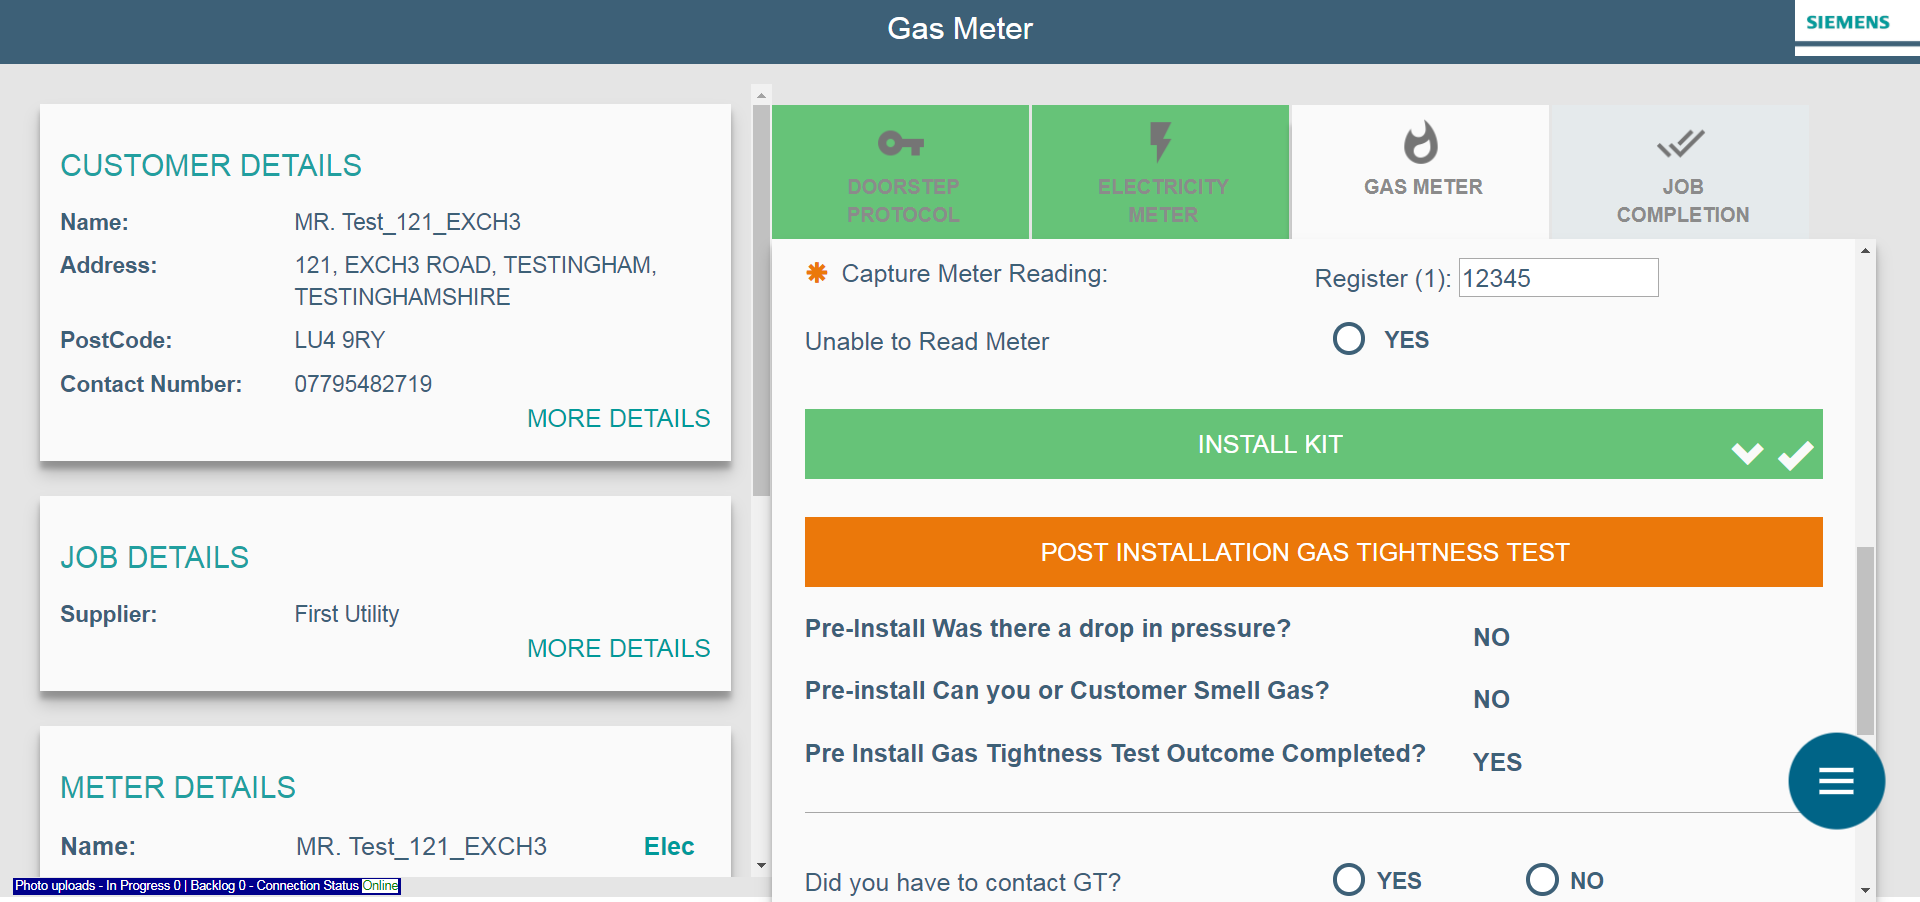 Gas Meter
SIEMENS
CUSTOMER DETAILS
Name: MR. Test_121_EXCH3
Address: 121, EXCH3 ROAD, TESTINGHAM,
TESTINGHAMSHIRE
PostCode: LU4 9RY
Contact Number: 07795482719
MORE DETAILS
JOB DETAILS
Supplier: First Utility
MORE DETAILS
METER DETAILS
Name: MR. Test_121_EXCH3 Elec
Photo uploads - In Progress 0 | Backlog 0 - Connection Status Online
DOORSTEP
PROTOCOL
ELECTRICITY
METER
GAS METER
JOB
COMPLETION
Capture Meter Reading: Register (1): 12345
Unable to Read Meter YES
INSTALL KIT
POST INSTALLATION GAS TIGHTNESS TEST
Pre-Install Was there a drop in pressure? NO
Pre-install Can you or Customer Smell Gas? NO
Pre Install Gas Tightness Test Outcome Completed? YES
Did you have to contact GT? YES NO